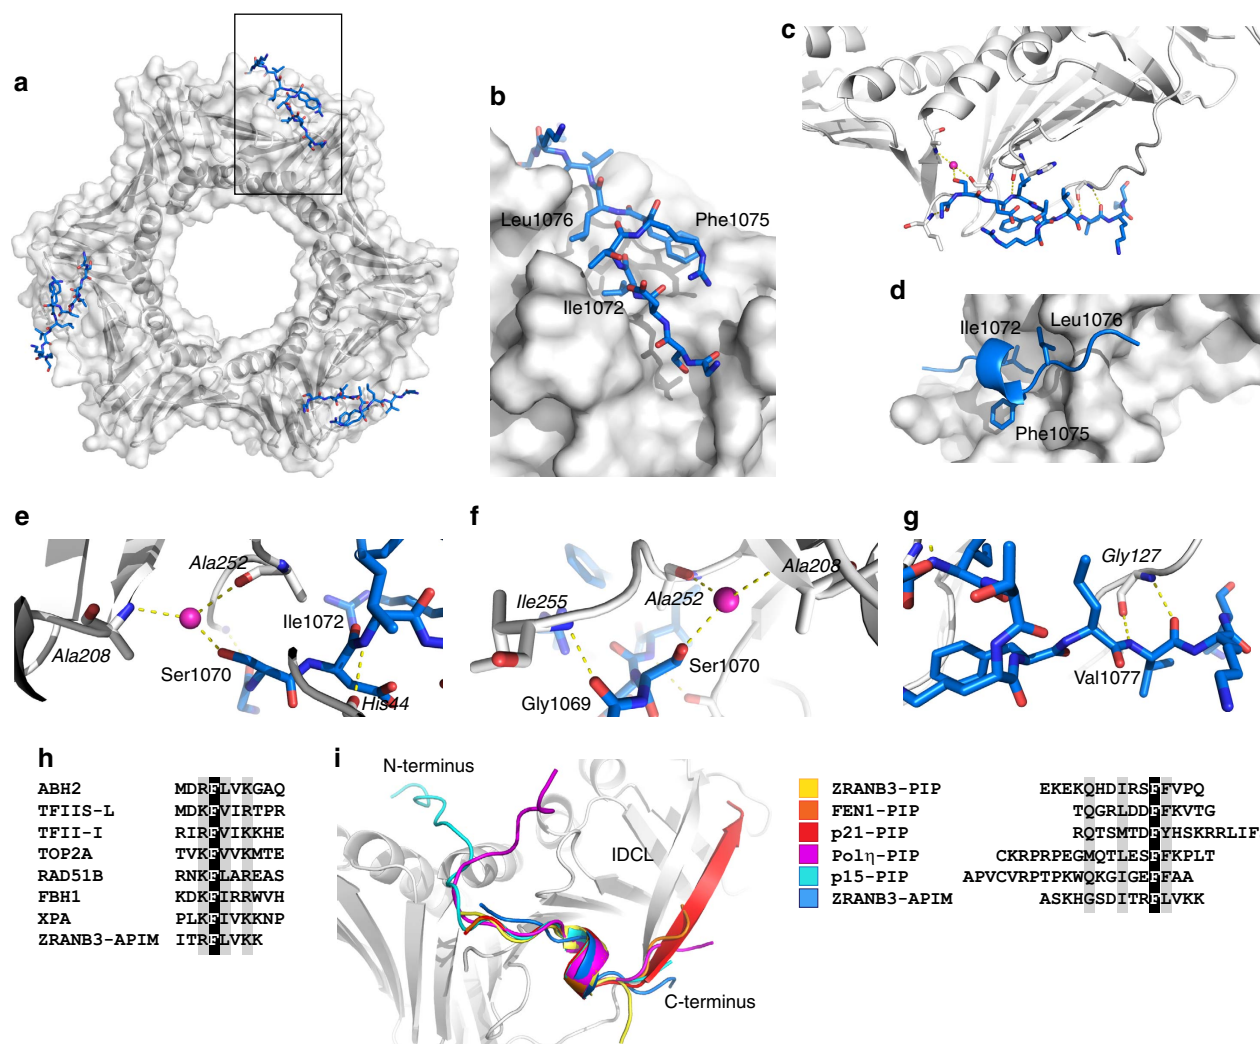 a
b
Leu1076
Phe1075
Ile1072
c
d
Ile1072
Leu1076
Phe1075
e
Ala252
Ile1072
Ala208
Ser1070
His44
f
Ile255
Ala252
Ala208
Ser1070
Gly1069
g
Gly127
Val1077
h
ABH2 MDRFLVKGAQ
TFIIS-L MDKFVIRTPR
TFII-I RIRFVIKKHE
TOP2A TVKFVVKMTE
RAD51B RNKFLAREAS
FBH1 KDKFIRRWVH
XPA PLKFIVKKNP
ZRANB3-APIM ITRFLVKK
i
N-terminus
IDCL
C-terminus
ZRANB3-PIP EKEKQHDIRSFFVPQ
FEN1-PIP TQGRLDDFFKVTG
p21-PIP RQTSMTDFYHSKRRLIF
Polη-PIP CKRPRPEGMQTLESFFKPLT
p15-PIP APVCVRPTPKWQKGIGEFFAA
ZRANB3-APIM ASKHGSDITRFLVKK